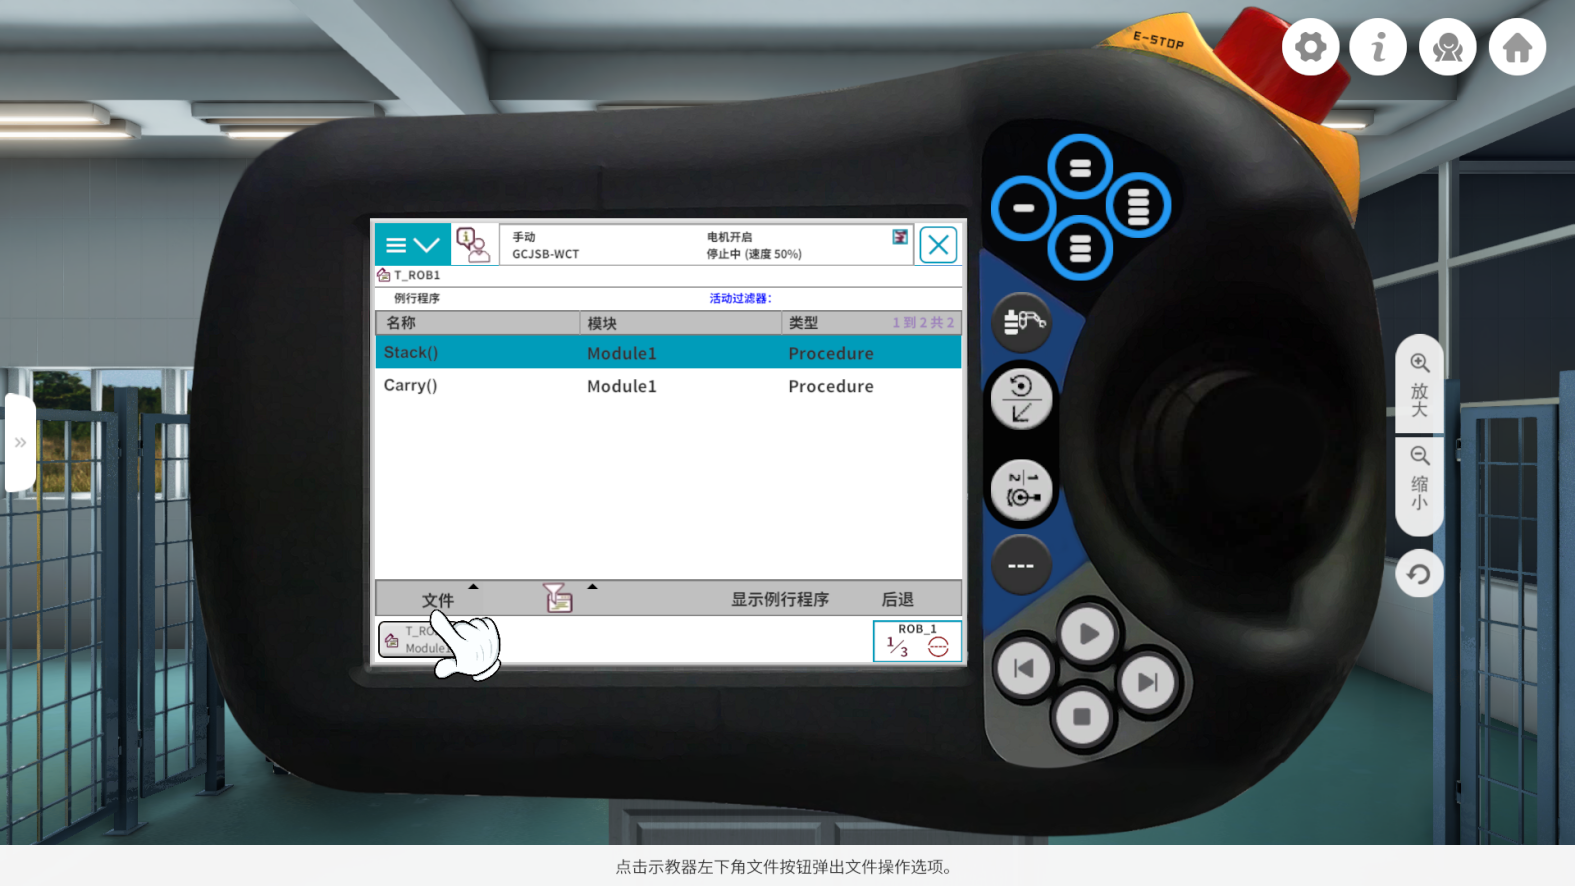 E-STOP
手动
GCJSB-WCT
电机开启
停止中 (速度 50%)
T_ROB1
例行程序
活动过滤器：
名称
模块
类型
1 到 2 共 2
Stack()
Module1
Procedure
Carry()
Module1
Procedure
文件
显示例行程序
后退
T_RO
Module
ROB_1
1/3
放大
缩小
点击示教器左下角文件按钮弹出文件操作选项。